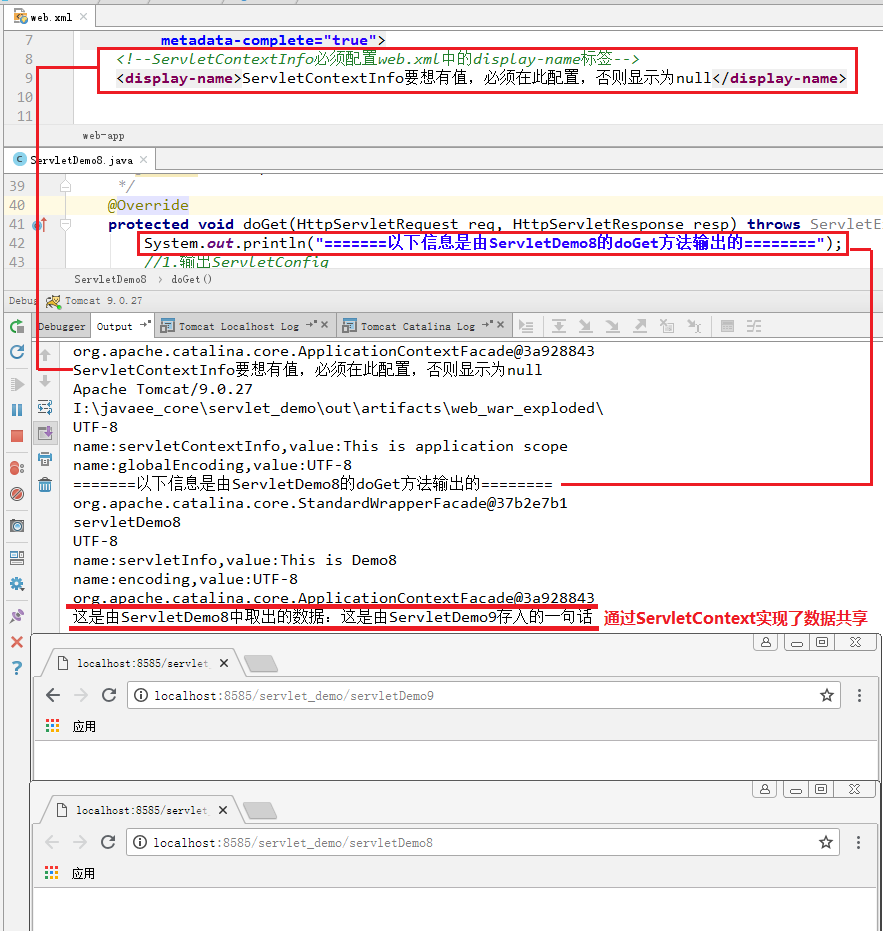 web.xml
7 metadata-complete="true">
8 <!--ServletContextInfo必须配置web.xml中的display-name标签-->
9 <display-name>ServletContextInfo要想有值，必须在此配置，否则显示为null</display-name>
10
11
web-app
ServletDemo8.java
39 */
40 @Override
41 protected void doGet(HttpServletRequest req, HttpServletResponse resp) throws ServletE
42 System.out.println("=======以下信息是由ServletDemo8的doGet方法输出的========");
43 //1.输出ServletConfig
ServletDemo8 › doGet()
Debug Tomcat 9.0.27
Debugger Output Tomcat Localhost Log Tomcat Catalina Log
org.apache.catalina.core.ApplicationContextFacade@3a928843
ServletContextInfo要想有值，必须在此配置，否则显示为null
Apache Tomcat/9.0.27
I:\javaee_core\servlet_demo\out\artifacts\web_war_exploded\
UTF-8
name:servletContextInfo,value:This is application scope
name:globalEncoding,value:UTF-8
=======以下信息是由ServletDemo8的doGet方法输出的========
org.apache.catalina.core.StandardWrapperFacade@37b2e7b1
servletDemo8
UTF-8
name:servletInfo,value:This is Demo8
name:encoding,value:UTF-8
org.apache.catalina.core.ApplicationContextFacade@3a928843
这是由ServletDemo8中取出的数据：这是由ServletDemo9存入的一句话 通过ServletContext实现了数据共享
localhost:8585/servlet
localhost:8585/servlet_demo/servletDemo9
应用
localhost:8585/servlet
localhost:8585/servlet_demo/servletDemo8
应用